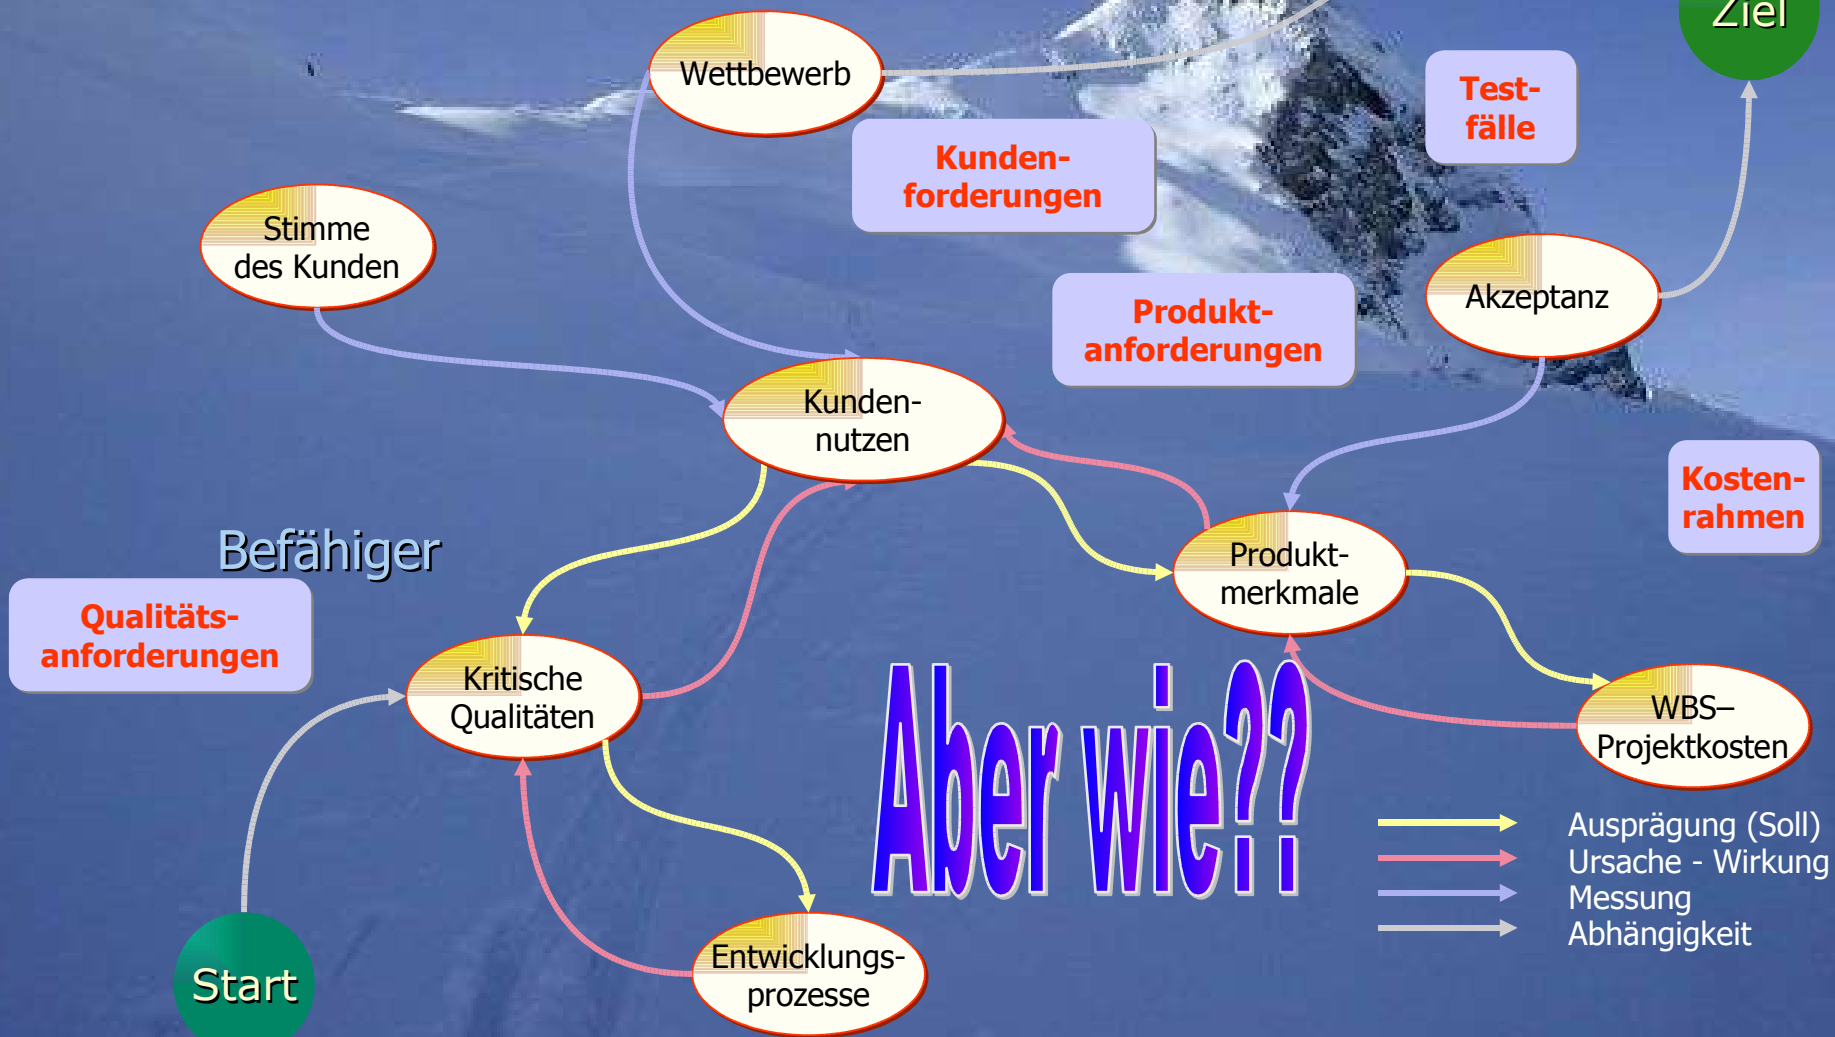 Ziel
Wettbewerb
Test-
fälle
Kunden-
forderungen
Stimme
des Kunden
Akzeptanz
Produkt-
anforderungen
Kunden-
nutzen
Kosten-
rahmen
Befähiger
Produkt-
merkmale
Qualitäts-
anforderungen
Kritische
Qualitäten
Aber wie??
WBS–
Projektkosten
Ausprägung (Soll)
Ursache - Wirkung
Messung
Abhängigkeit
Entwicklungs-
prozesse
Start